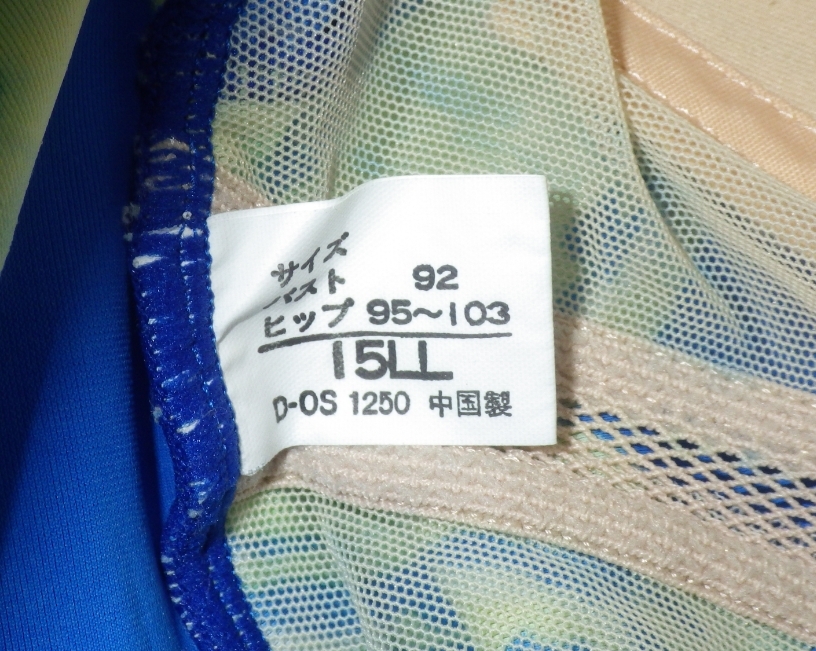 サイズ
バスト 92
ヒップ 95～103
15LL
D-OS 1250 中国製